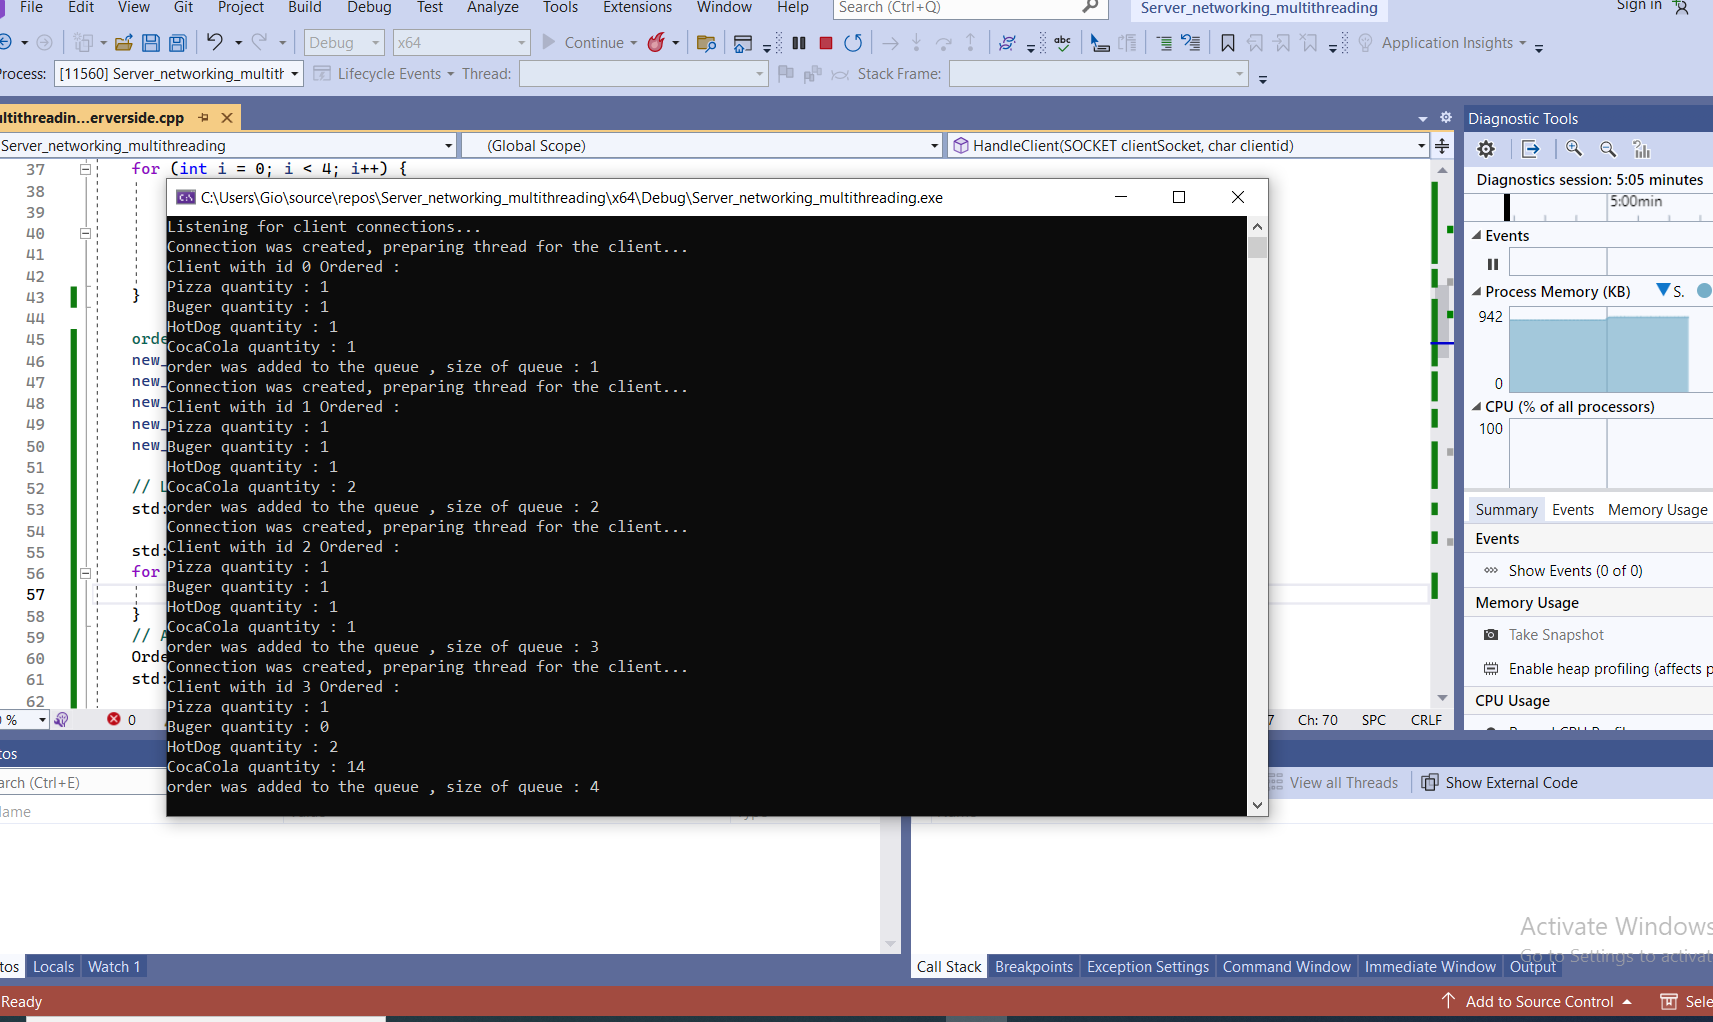 File Edit View Git Project Build Debug Test Analyze Tools Extensions Window Help Search (Ctrl+Q) Server_networking_multithreading Sign in
Debug x64 Continue Application Insights
rocess: [11560] Server_networking_multith Lifecycle Events Thread: Stack Frame:
ultithreadin...erverside.cpp
Server_networking_multithreading (Global Scope) HandleClient(SOCKET clientSocket, char clientid)
37 for (int i = 0; i < 4; i++) {
38
39
40
41
42
43 }
44
45 orde
46 new_
47 new_
48 new_
49 new_
50 new_
51
52 // L
53 std:
54
55 std:
56 for
57
58 }
59 // A
60 Orde
61 std:
62
C:\Users\Gio\source\repos\Server_networking_multithreading\x64\Debug\Server_networking_multithreading.exe
Listening for client connections...
Connection was created, preparing thread for the client...
Client with id 0 Ordered :
Pizza quantity : 1
Buger quantity : 1
HotDog quantity : 1
CocaCola quantity : 1
order was added to the queue , size of queue : 1
Connection was created, preparing thread for the client...
Client with id 1 Ordered :
Pizza quantity : 1
Buger quantity : 1
HotDog quantity : 1
CocaCola quantity : 2
order was added to the queue , size of queue : 2
Connection was created, preparing thread for the client...
Client with id 2 Ordered :
Pizza quantity : 1
Buger quantity : 1
HotDog quantity : 1
CocaCola quantity : 1
order was added to the queue , size of queue : 3
Connection was created, preparing thread for the client...
Client with id 3 Ordered :
Pizza quantity : 1
Buger quantity : 0
HotDog quantity : 2
CocaCola quantity : 14
order was added to the queue , size of queue : 4
% 0 7 Ch: 70 SPC CRLF
Diagnostic Tools
Diagnostics session: 5:05 minutes
5:00min
Events
Process Memory (KB) S.
942
0
CPU (% of all processors)
100
Summary Events Memory Usage
Events
Show Events (0 of 0)
Memory Usage
Take Snapshot
Enable heap profiling (affects p
CPU Usage
tos
arch (Ctrl+E)
ame
View all Threads Show External Code
Activate Windows
Go to Settings to activat
tos Locals Watch 1
Call Stack Breakpoints Exception Settings Command Window Immediate Window Output
Ready Add to Source Control Sele